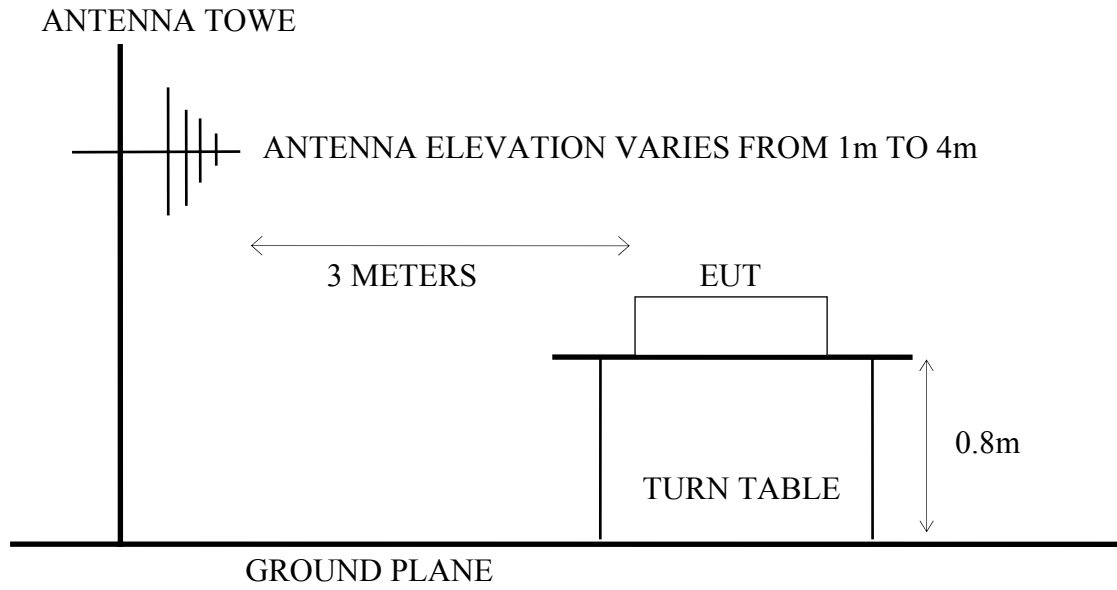 ANTENNA TOWE
ANTENNA ELEVATION VARIES FROM 1m TO 4m
3 METERS
EUT
0.8m
TURN TABLE
GROUND PLANE